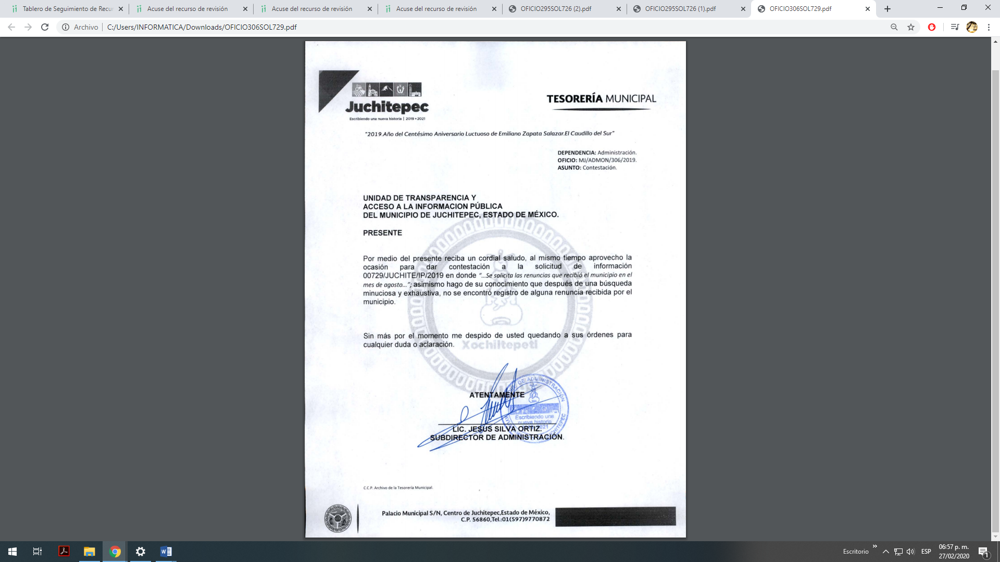 Tablero de Seguimiento de Recu
Acuse del recurso de revisión
Acuse del recurso de revisión
Acuse del recurso de revisión
OFICIO295SOL726 (2).pdf
OFICIO295SOL726 (1).pdf
OFICIO306SOL729.pdf
Archivo
C:/Users/INFORMATICA/Downloads/OFICIO306SOL729.pdf
Juchitepec
Escribiendo una nueva historia | 2019 • 2021
TESORERÍA MUNICIPAL
"2019.Año del Centésimo Aniversario Luctuoso de Emiliano Zapata Salazar.El Caudillo del Sur"
DEPENDENCIA: Administración.
OFICIO: MJ/ADMON/306/2019.
ASUNTO: Contestación.
UNIDAD DE TRANSPARENCIA Y
ACCESO A LA INFORMACION PÚBLICA
DEL MUNICIPIO DE JUCHITEPEC, ESTADO DE MÉXICO.
PRESENTE
Por medio del presente reciba un cordial saludo, al mismo tiempo aprovecho la
ocasión para dar contestación a la solicitud de información
00729/JUCHITE/IP/2019 en donde "...Se solicita las renuncias que recibió el municipio en el
mes de agosto..."; asimismo hago de su conocimiento que después de una búsqueda
minuciosa y exhaustiva, no se encontró registro de alguna renuncia recibida por el
municipio.
Sin más por el momento me despido de usted quedando a sus órdenes para
cualquier duda o aclaración.
Xochiltepetl
ATENTAMENTE
DE ADMINISTRACIÓN
Escribiendo una
nueva historia
2021
JUCHITEPEC
LIC. JESÚS SILVA ORTIZ.
SUBDIRECTOR DE ADMINISTRACIÓN.
C.C.P. Archivo de la Tesorería Municipal.
Palacio Municipal S/N, Centro de Juchitepec,Estado de México,
C.P. 56860,Tel.:01(597)9770872
Escritorio
ESP
06:57 p. m.
27/02/2020
1